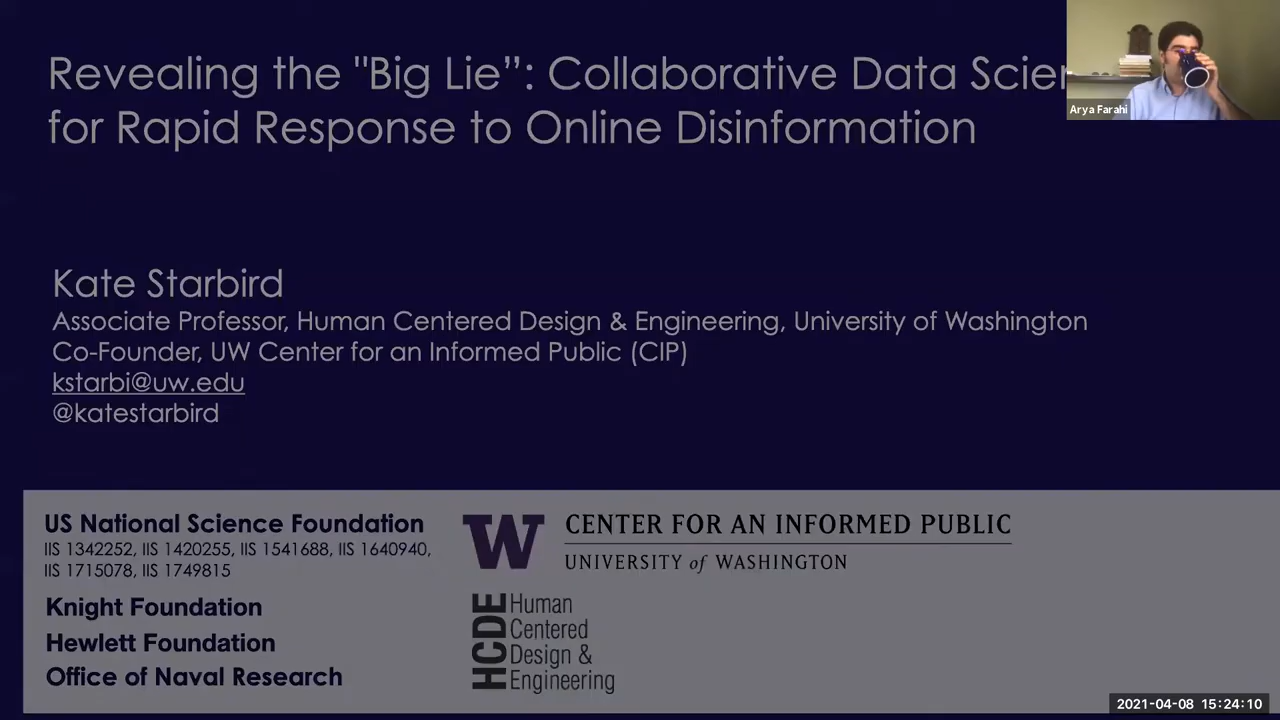 Revealing the "Big Lie”: Collaborative Data Scien
for Rapid Response to Online Disinformation
Arya Farahi
Kate Starbird
Associate Professor, Human Centered Design & Engineering, University of Washington
Co-Founder, UW Center for an Informed Public (CIP)
kstarbi@uw.edu
@katestarbird
US National Science Foundation
IIS 1342252, IIS 1420255, IIS 1541688, IIS 1640940,
IIS 1715078, IIS 1749815
Knight Foundation
Hewlett Foundation
Office of Naval Research
W
CENTER FOR AN INFORMED PUBLIC
UNIVERSITY of WASHINGTON
HCDE
Human
Centered
Design &
Engineering
2021-04-08 15:24:10